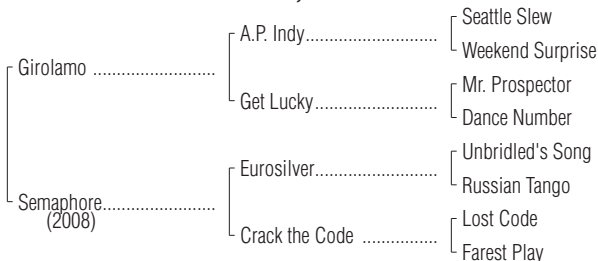 Seattle Slew
A.P. Indy..................................
Weekend Surprise
Girolamo ...............................
Mr. Prospector
Get Lucky................................
Dance Number
Unbridled's Song
Eurosilver................................
Russian Tango
Semaphore.............................
(2008)
Lost Code
Crack the Code ...................
Farest Play